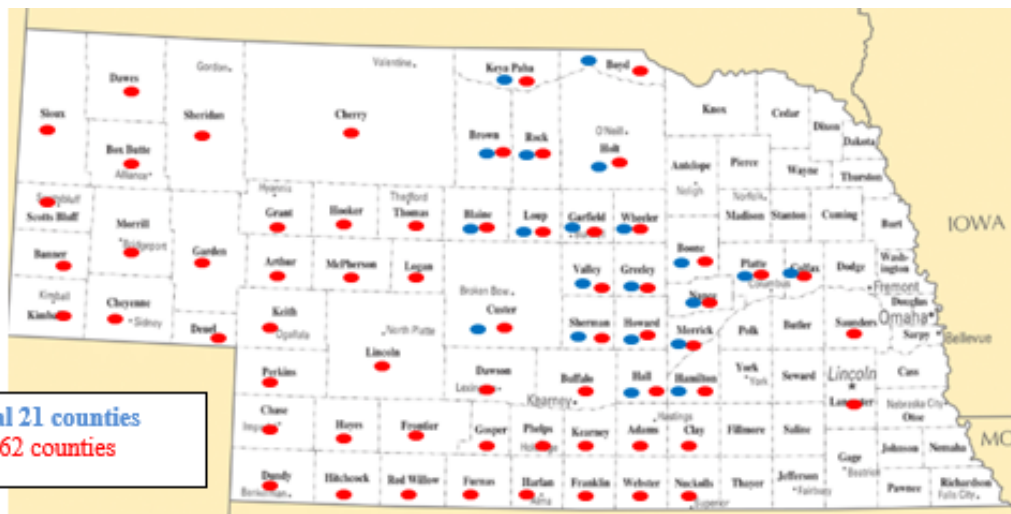 IOWA
MO
Gordon
Valentine
Keya Paha
Boyd
Dawes
Sioux
Sheridan
Cherry
Knox
Cedar
Dixon
Dakota
Brown
Rock
O'Neill
Holt
Box Butte
Alliance
Antelope
Pierce
Wayne
Thurston
Neligh
Norfolk
Hyannis
Thedford
Scotts Bluff
Morrill
Grant
Hooker
Thomas
Blaine
Loup
Garfield
Wheeler
Madison
Stanton
Cuming
Burt
Banner
Bridgeport
Garden
Arthur
McPherson
Logan
Valley
Greeley
Boone
Platte
Colfax
Dodge
Wash-
ington
Columbus
Fremont
Kimball
Cheyenne
Sidney
Broken Bow
Custer
Nance
Douglas
Omaha
Sarpy
Bellevue
Keith
Ogallala
North Platte
Deuel
Sherman
Howard
Merrick
Polk
Butler
Saunders
Lincoln
Perkins
Dawson
Lexington
Buffalo
Kearney
Hall
Hamilton
York
York
Seward
Lincoln
Lancaster
Cass
Nebraska City
Otoe
al 21 counties
62 counties
Chase
Hayes
Frontier
Gosper
Phelps
Kearney
Adams
Hastings
Clay
Fillmore
Saline
Johnson
Nemaha
Gage
Beatrice
Dundy
Benkelman
Hitchcock
Red Willow
Furnas
Harlan
Alma
Franklin
Webster
Nuckolls
Superior
Thayer
Jefferson
Fairbury
Pawnee
Richardson
Falls City